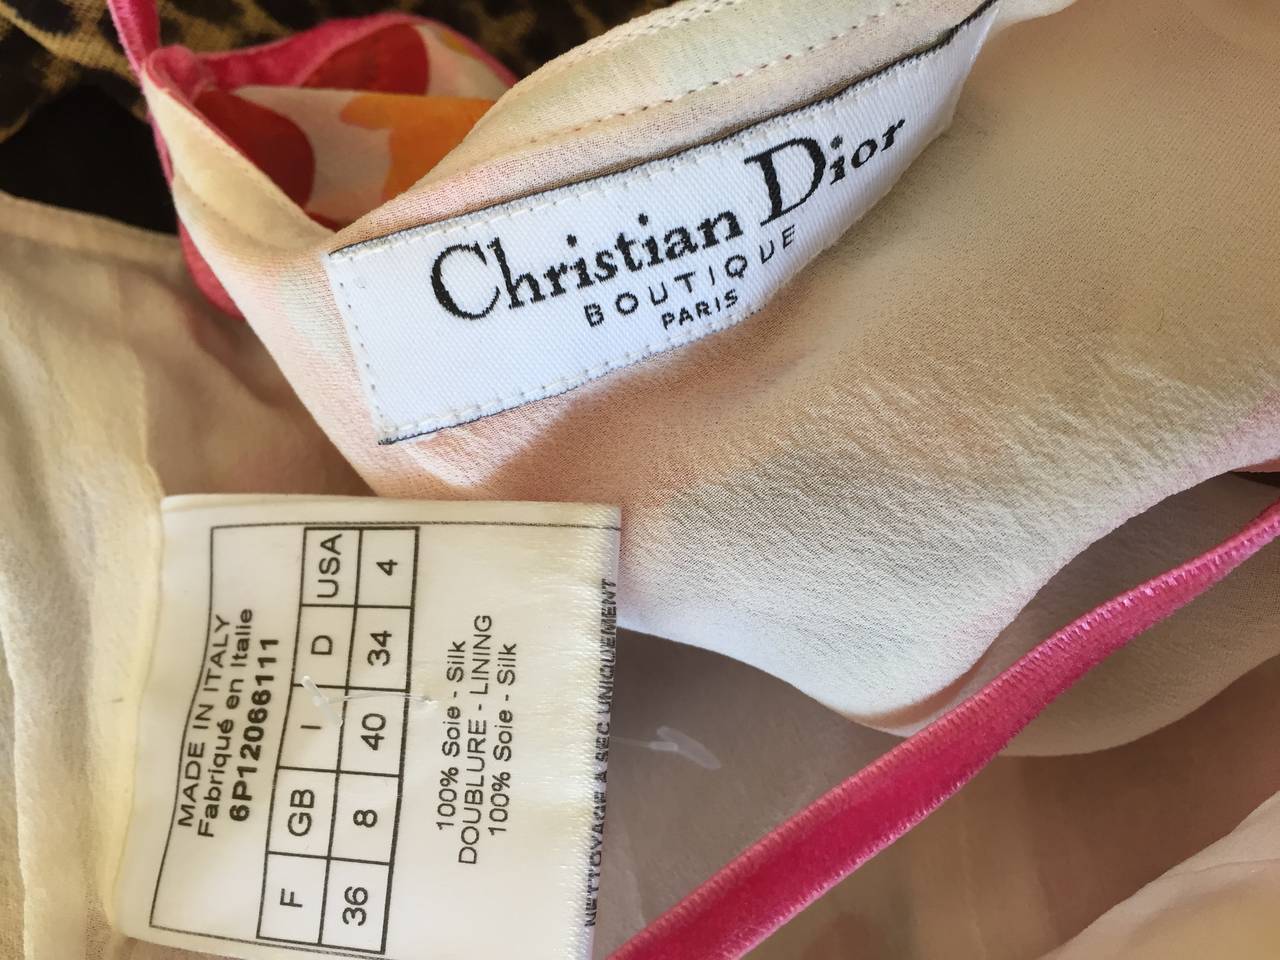 Christian Dior
BOUTIQUE
PARIS
MADE IN ITALY
Fabriqué en Italie
6P12066111
F GB I D USA
36 8 40 34 4
100% Soie - Silk
DOUBLURE - LINING
100% Soie - Silk
NETTOYAGE A SEC UNIQUEMENT